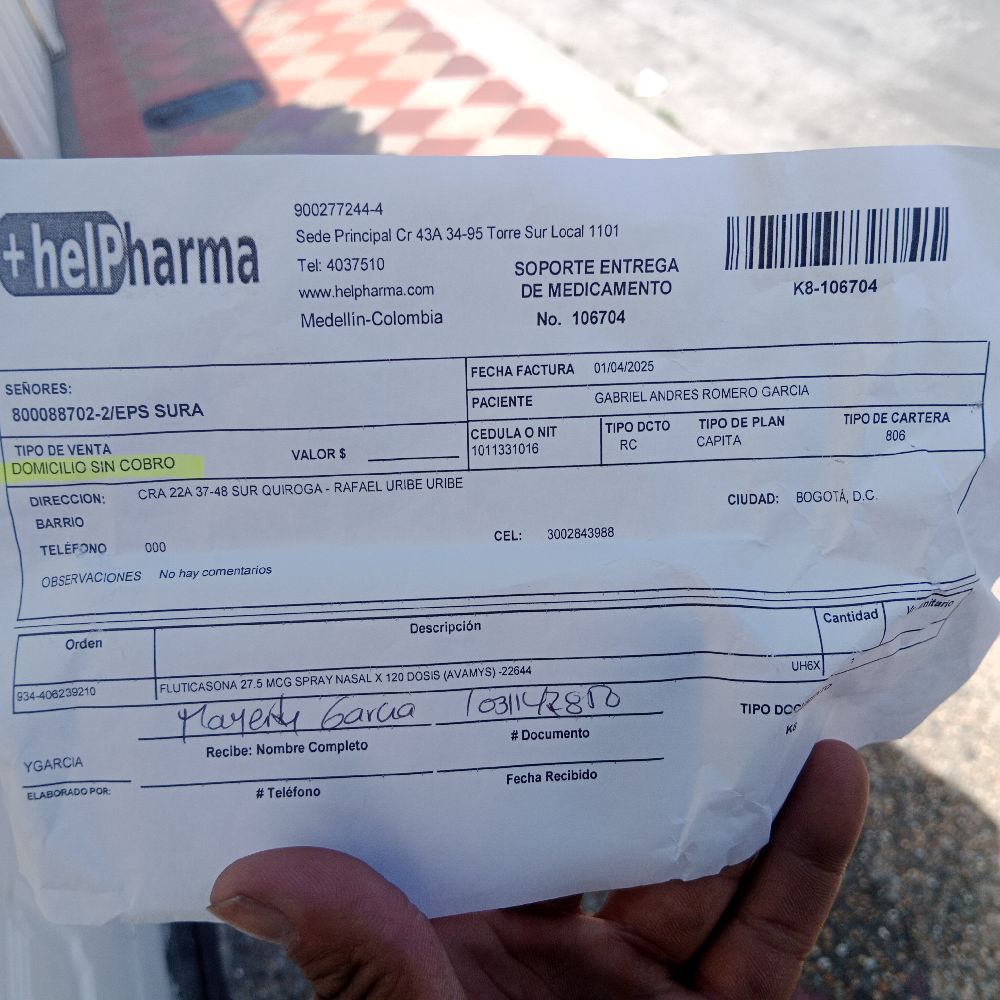 +helPharma
900277244-4
Sede Principal Cr 43A 34-95 Torre Sur Local 1101
Tel: 4037510
www.helpharma.com
Medellín-Colombia
SOPORTE ENTREGA
DE MEDICAMENTO
No. 106704
K8-106704
SEÑORES:
800088702-2/EPS SURA
FECHA FACTURA 01/04/2025
PACIENTE GABRIEL ANDRES ROMERO GARCIA
TIPO DE VENTA
DOMICILIO SIN COBRO
VALOR $
CEDULA O NIT
1011331016
TIPO DCTO
RC
TIPO DE PLAN
CAPITA
TIPO DE CARTERA
806
DIRECCION: CRA 22A 37-48 SUR QUIROGA - RAFAEL URIBE URIBE
CIUDAD: BOGOTÁ, D.C.
BARRIO
TELÉFONO 000
CEL: 3002843988
OBSERVACIONES No hay comentarios
Orden Descripción Cantidad
934-406239210 FLUTICASONA 27.5 MCG SPRAY NASAL X 120 DOSIS (AVAMYS) -22644 UH6X
Garcia
Recibe: Nombre Completo
# Documento
TIPO
K8
YGARCIA
ELABORADO POR:
# Teléfono
Fecha Recibido